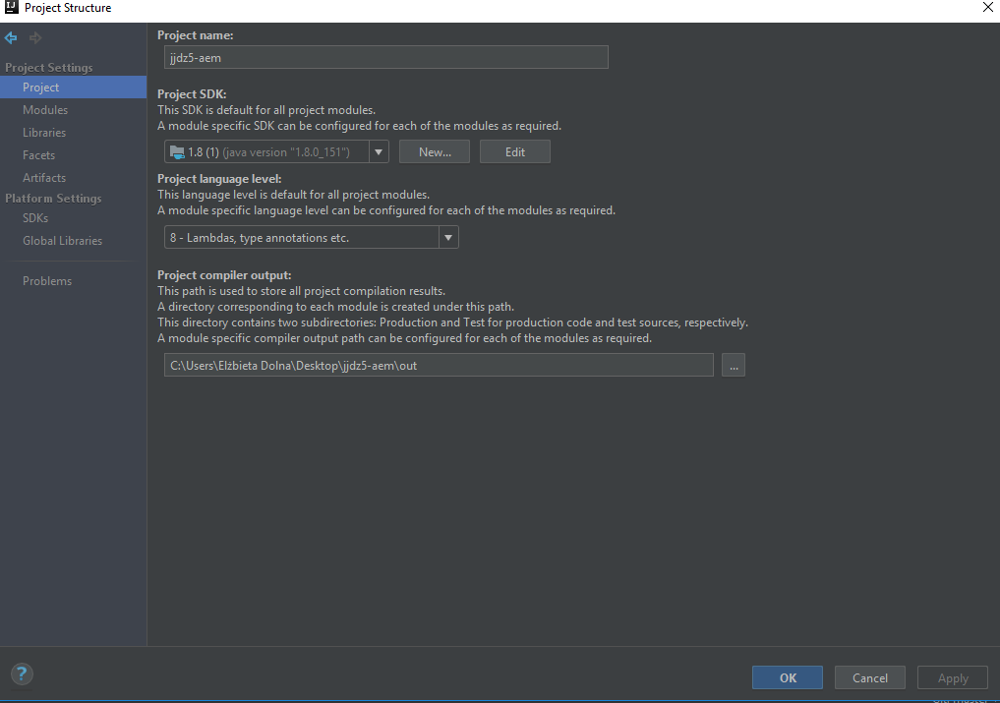 IJ
Project Structure
Project Settings
Project
Modules
Libraries
Facets
Artifacts
Platform Settings
SDKs
Global Libraries
Problems
Project name:
jjdz5-aem
Project SDK:
This SDK is default for all project modules.
A module specific SDK can be configured for each of the modules as required.
1.8 (1) (java version "1.8.0_151")
New...
Edit
Project language level:
This language level is default for all project modules.
A module specific language level can be configured for each of the modules as required.
8 - Lambdas, type annotations etc.
Project compiler output:
This path is used to store all project compilation results.
A directory corresponding to each module is created under this path.
This directory contains two subdirectories: Production and Test for production code and test sources, respectively.
A module specific compiler output path can be configured for each of the modules as required.
C:\Users\Elżbieta Dolna\Desktop\jjdz5-aem\out
...
?
OK
Cancel
Apply